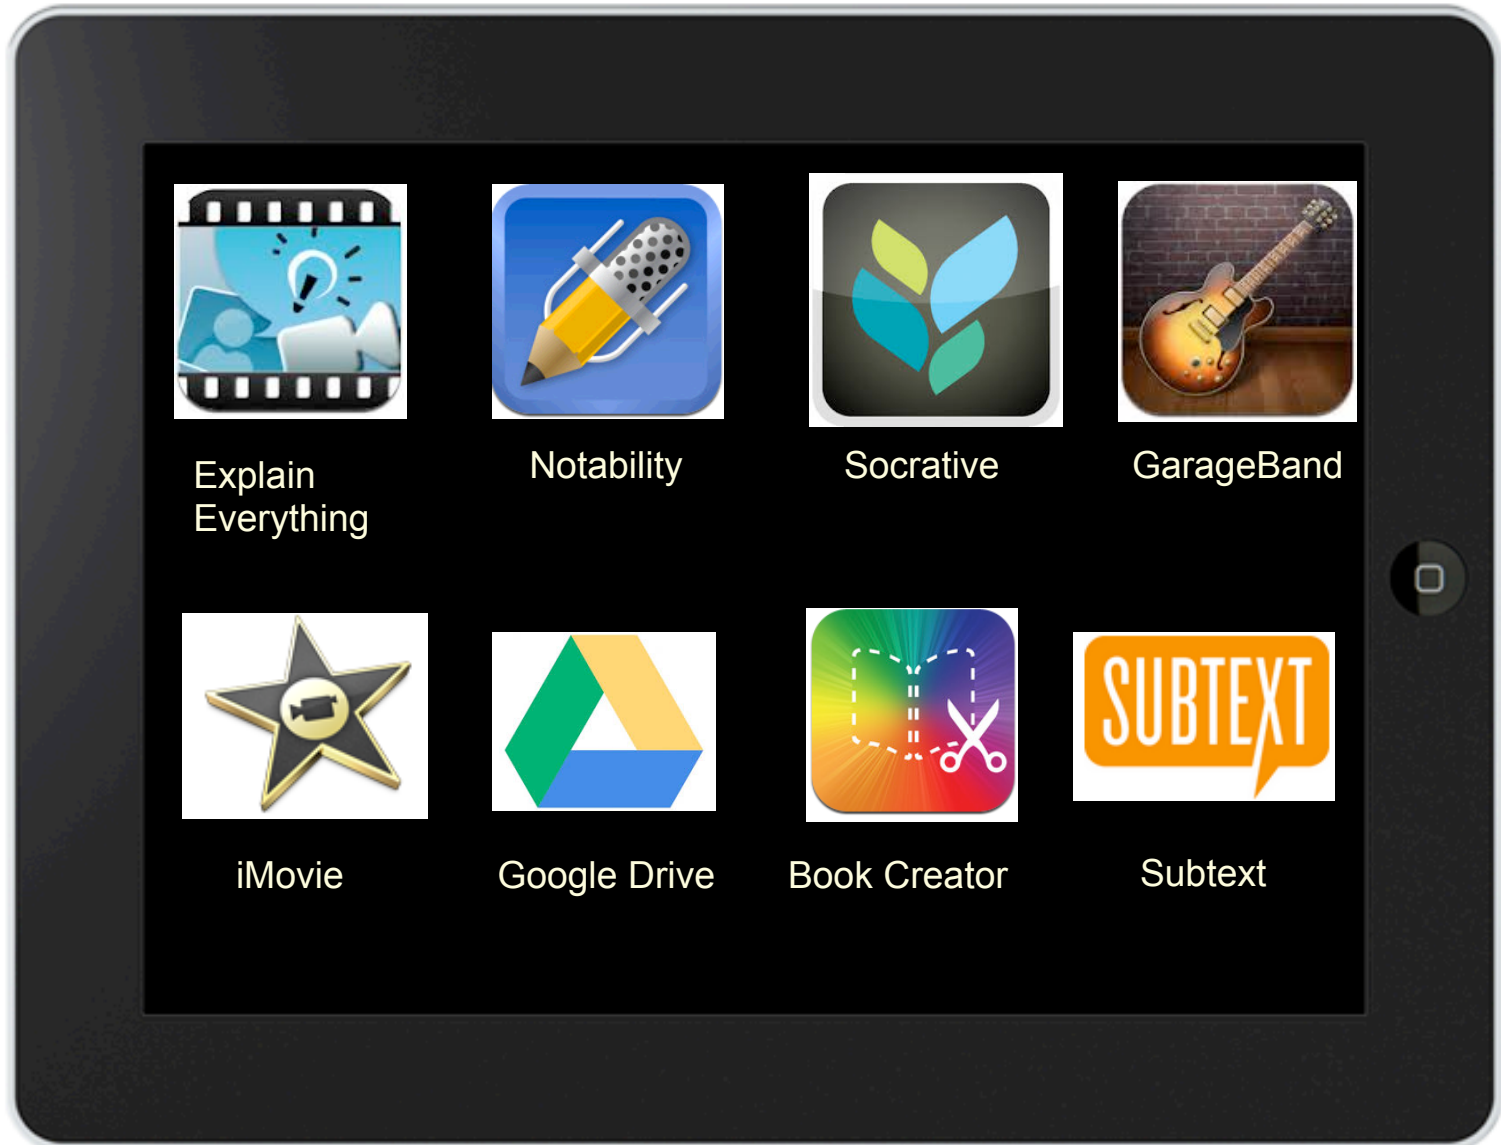 Explain
Everything
Notability
Socrative
GarageBand
SUBTEXT
iMovie
Google Drive
Book Creator
Subtext